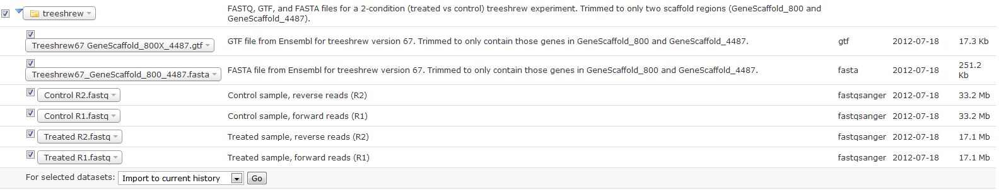 treeshrew
FASTQ, GTF, and FASTA files for a 2-condition (treated vs control) treeshrew experiment. Trimmed to only two scaffold regions (GeneScaffold_800 and
GeneScaffold_4487).
Treeshrew67 GeneScaffold_800X_4487.gtf
GTF file from Ensembl for treeshrew version 67. Trimmed to only contain those genes in GeneScaffold_800 and GeneScaffold_4487.
gtf
2012-07-18
17.3 Kb
Treeshrew67_GeneScaffold_800_4487.fasta
FASTA file from Ensembl for treeshrew version 67. Trimmed to only contain those genes in GeneScaffold_800 and GeneScaffold_4487.
fasta
2012-07-18
251.2
Kb
Control R2.fastq
Control sample, reverse reads (R2)
fastqsanger
2012-07-18
33.2 Mb
Control R1.fastq
Control sample, forward reads (R1)
fastqsanger
2012-07-18
33.2 Mb
Treated R2.fastq
Treated sample, reverse reads (R2)
fastqsanger
2012-07-18
17.1 Mb
Treated R1.fastq
Treated sample, forward reads (R1)
fastqsanger
2012-07-18
17.1 Mb
For selected datasets:
Import to current history
Go